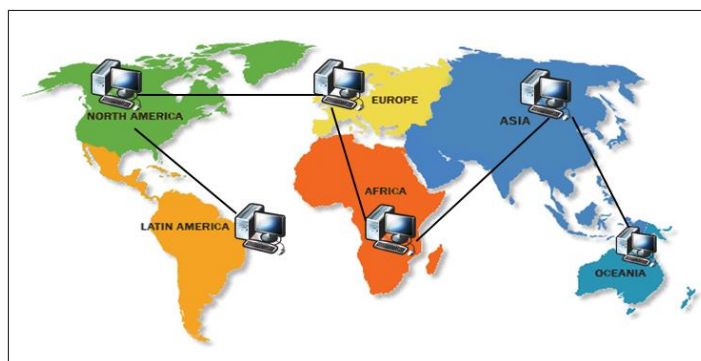 EUROPE
NORTH AMERICA
ASIA
AFRICA
LATIN AMERICA
OCEANIA